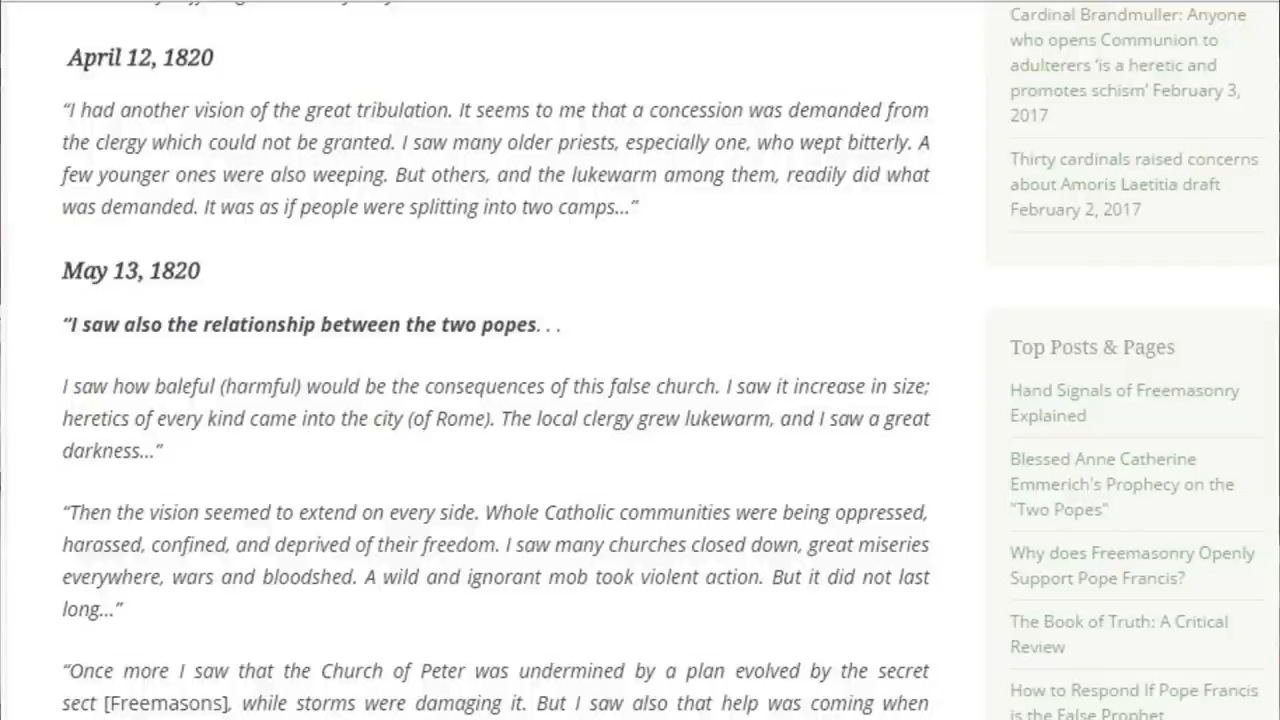 April 12, 1820
“I had another vision of the great tribulation. It seems to me that a concession was demanded from
the clergy which could not be granted. I saw many older priests, especially one, who wept bitterly. A
few younger ones were also weeping. But others, and the lukewarm among them, readily did what
was demanded. It was as if people were splitting into two camps…”
May 13, 1820
“I saw also the relationship between the two popes. . .
I saw how baleful (harmful) would be the consequences of this false church. I saw it increase in size;
heretics of every kind came into the city (of Rome). The local clergy grew lukewarm, and I saw a great
darkness…”
“Then the vision seemed to extend on every side. Whole Catholic communities were being oppressed,
harassed, confined, and deprived of their freedom. I saw many churches closed down, great miseries
everywhere, wars and bloodshed. A wild and ignorant mob took violent action. But it did not last
long…”
“Once more I saw that the Church of Peter was undermined by a plan evolved by the secret
sect [Freemasons], while storms were damaging it. But I saw also that help was coming when
Cardinal Brandmuller: Anyone
who opens Communion to
adulterers ‘is a heretic and
promotes schism’ February 3,
2017
Thirty cardinals raised concerns
about Amoris Laetitia draft
February 2, 2017
Top Posts & Pages
Hand Signals of Freemasonry
Explained
Blessed Anne Catherine
Emmerich's Prophecy on the
"Two Popes"
Why does Freemasonry Openly
Support Pope Francis?
The Book of Truth: A Critical
Review
How to Respond If Pope Francis
is the False Prophet